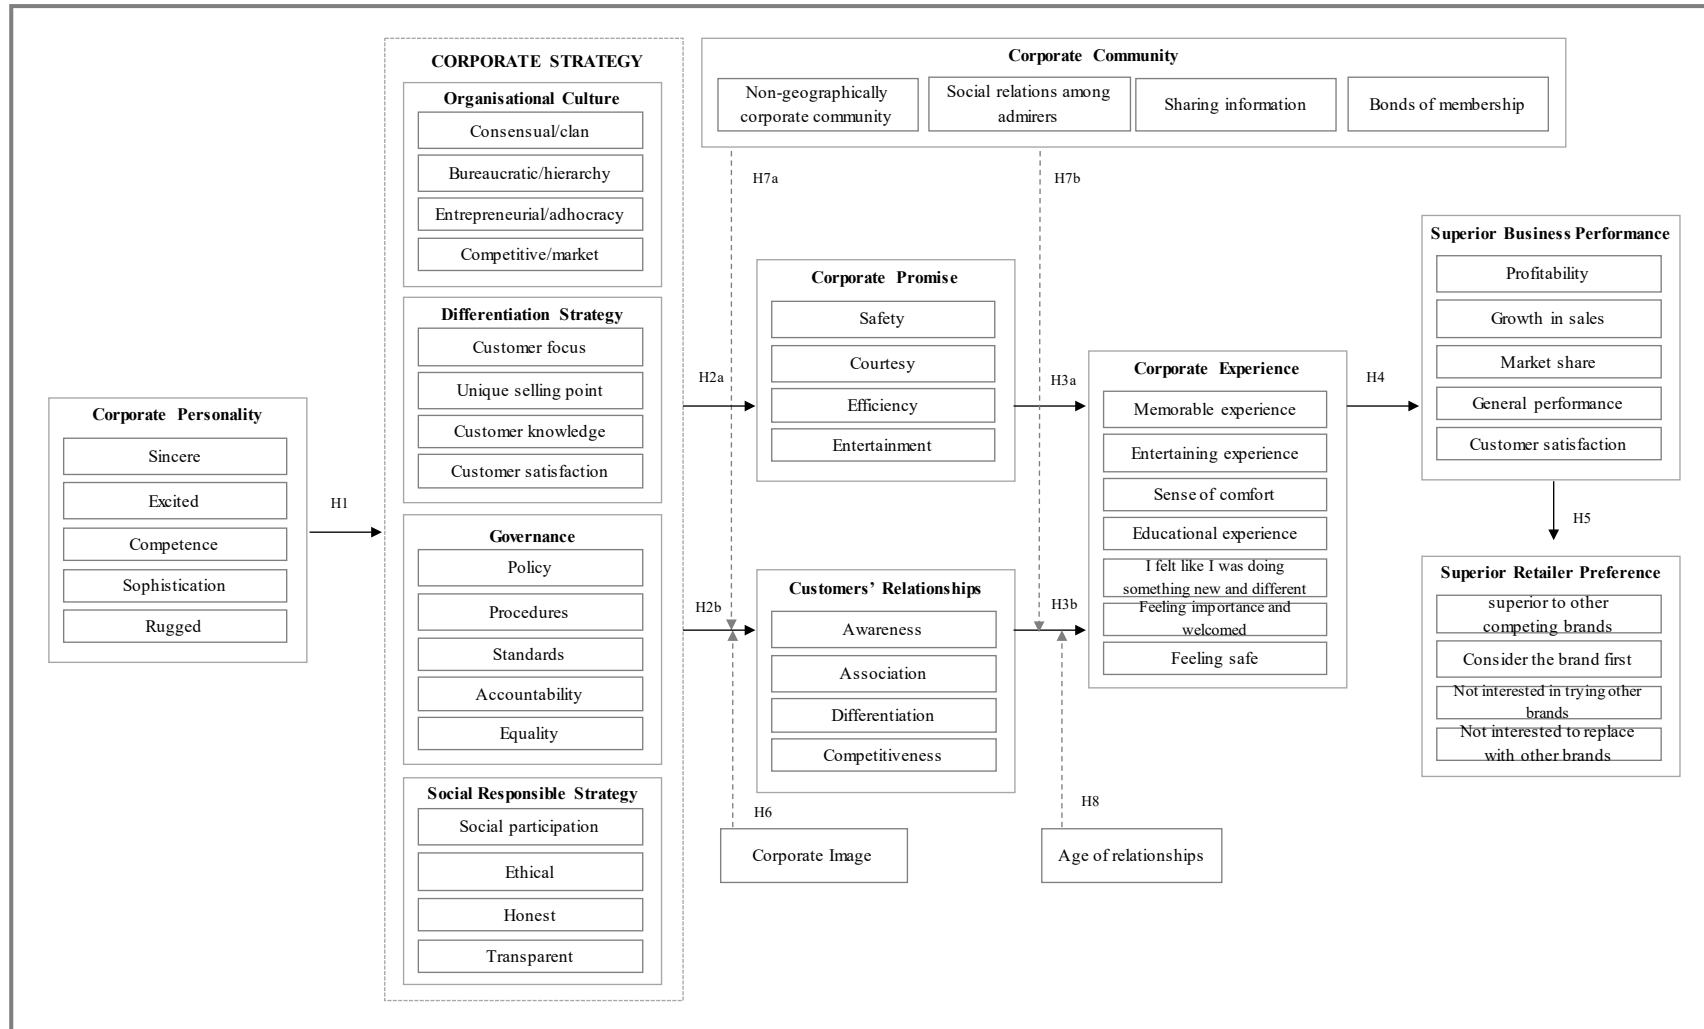 CORPORATE STRATEGY
Organisational Culture
Consensual/clan
Bureaucratic/hierarchy
Entrepreneurial/adhocracy
Competitive/market
Differentiation Strategy
Customer focus
Unique selling point
Customer knowledge
Customer satisfaction
Governance
Policy
Procedures
Standards
Accountability
Equality
Social Responsible Strategy
Social participation
Ethical
Honest
Transparent
Corporate Personality
Sincere
Excited
Competence
Sophistication
Rugged
H1
Corporate Community
Non-geographically
corporate community
Social relations among
admirers
Sharing information
Bonds of membership
H7a
H7b
H2a
H2b
Corporate Promise
Safety
Courtesy
Efficiency
Entertainment
Customers’ Relationships
Awareness
Association
Differentiation
Competitiveness
H6
Corporate Image
H3a
H3b
H8
Age of relationships
Corporate Experience
Memorable experience
Entertaining experience
Sense of comfort
Educational experience
I felt like I was doing
something new and different
Feeling importance and
welcomed
Feeling safe
H4
Superior Business Performance
Profitability
Growth in sales
Market share
General performance
Customer satisfaction
H5
Superior Retailer Preference
superior to other
competing brands
Consider the brand first
Not interested in trying other
brands
Not interested to replace
with other brands